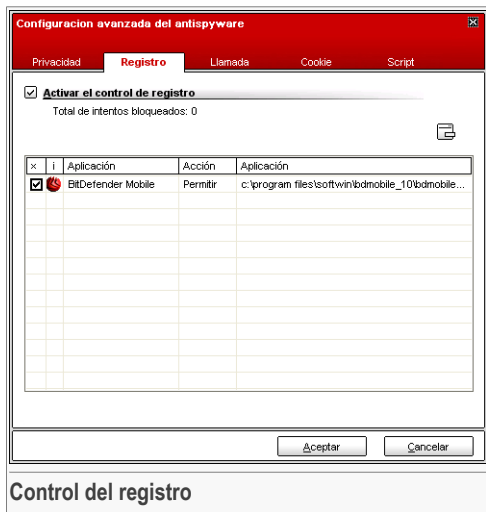 Configuracion avanzada del antispyware
Privacidad Registro Llamada Cookie Script
Activar el control de registro
Total de intentos bloqueados: 0
× i Aplicación Acción Aplicación
BitDefender Mobile Permitir c:\program files\softwin\bdmobile_10\bdmobile...
Aceptar Cancelar
Control del registro